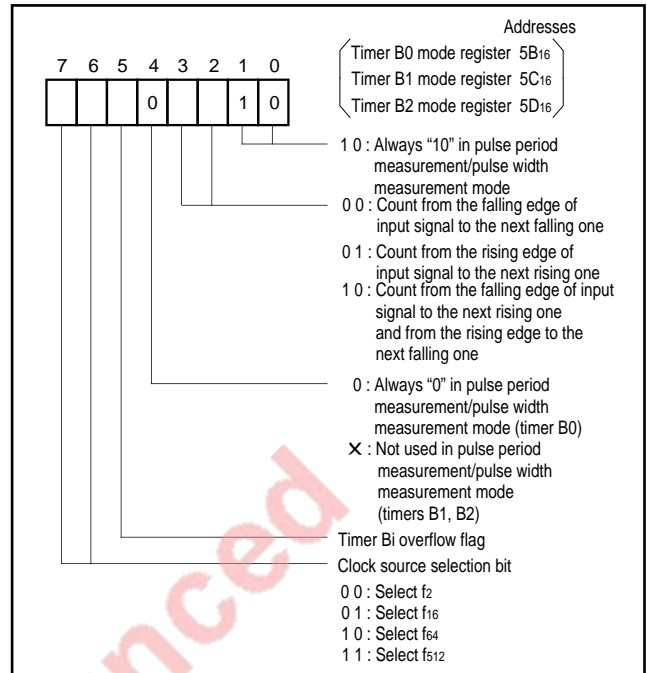 Addresses
Timer B0 mode register 5B16
Timer B1 mode register 5C16
Timer B2 mode register 5D16
7 6 5 4 3 2 1 0
0 1 0
1 0 : Always “10” in pulse period
measurement/pulse width
measurement mode
0 0 : Count from the falling edge of
input signal to the next falling one
0 1 : Count from the rising edge of
input signal to the next rising one
1 0 : Count from the falling edge of input
signal to the next rising one
and from the rising edge to the
next falling one
0 : Always “0” in pulse period
measurement/pulse width
measurement mode (timer B0)
× : Not used in pulse period
measurement/pulse width
measurement mode
(timers B1, B2)
Timer Bi overflow flag
Clock source selection bit
0 0 : Select f2
0 1 : Select f16
1 0 : Select f64
1 1 : Select f512
nced